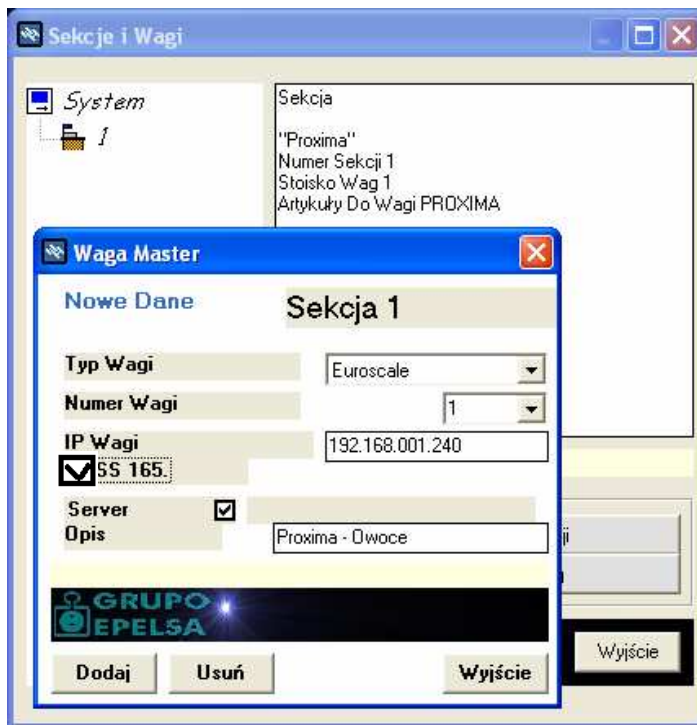 Sekcje i Wagi
System
1
Sekcja
"Proxima"
Numer Sekcji 1
Stoisko Wag 1
Artykuły Do Wagi PROXIMA
Waga Master
Nowe Dane
Sekcja 1
Typ Wagi
Euroscale
Numer Wagi
1
IP Wagi
192.168.001.240
SS 165.
Server
Opis
Proxima - Owoce
GRUPO
EPELSA
Dodaj
Usuń
Wyjście
ji
Wyjście